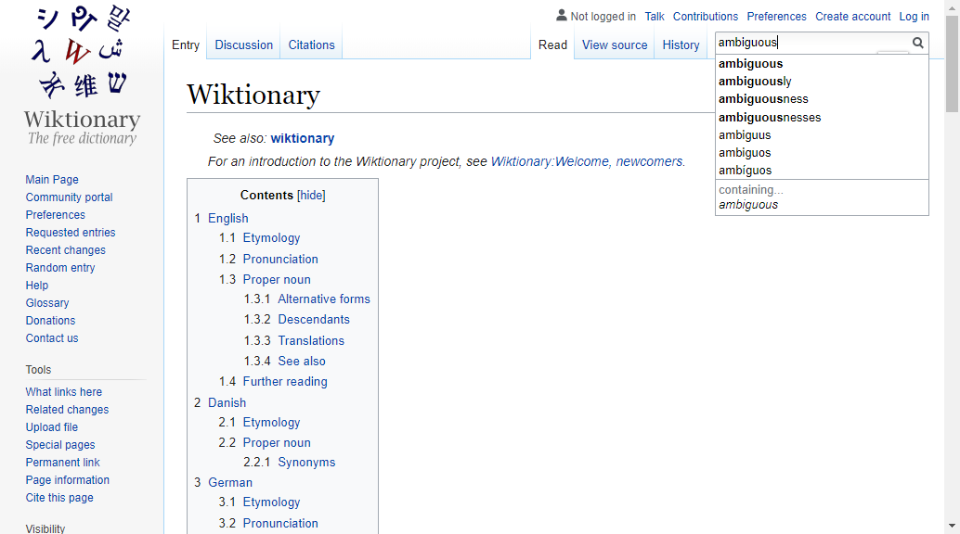 Not logged in Talk Contributions Preferences Create account Log in
Entry Discussion Citations Read View source History
ambiguous
ambiguous
ambiguously
ambiguousness
ambiguousnesses
ambiguus
ambiguos
ambíguos
containing...
ambiguous
Wiktionary
The free dictionary
Main Page
Community portal
Preferences
Requested entries
Recent changes
Random entry
Help
Glossary
Donations
Contact us
Tools
What links here
Related changes
Upload file
Special pages
Permanent link
Page information
Cite this page
Visibility
Wiktionary
See also: wiktionary
For an introduction to the Wiktionary project, see Wiktionary:Welcome, newcomers.
Contents [hide]
1 English
1.1 Etymology
1.2 Pronunciation
1.3 Proper noun
1.3.1 Alternative forms
1.3.2 Descendants
1.3.3 Translations
1.3.4 See also
1.4 Further reading
2 Danish
2.1 Etymology
2.2 Proper noun
2.2.1 Synonyms
3 German
3.1 Etymology
3.2 Pronunciation